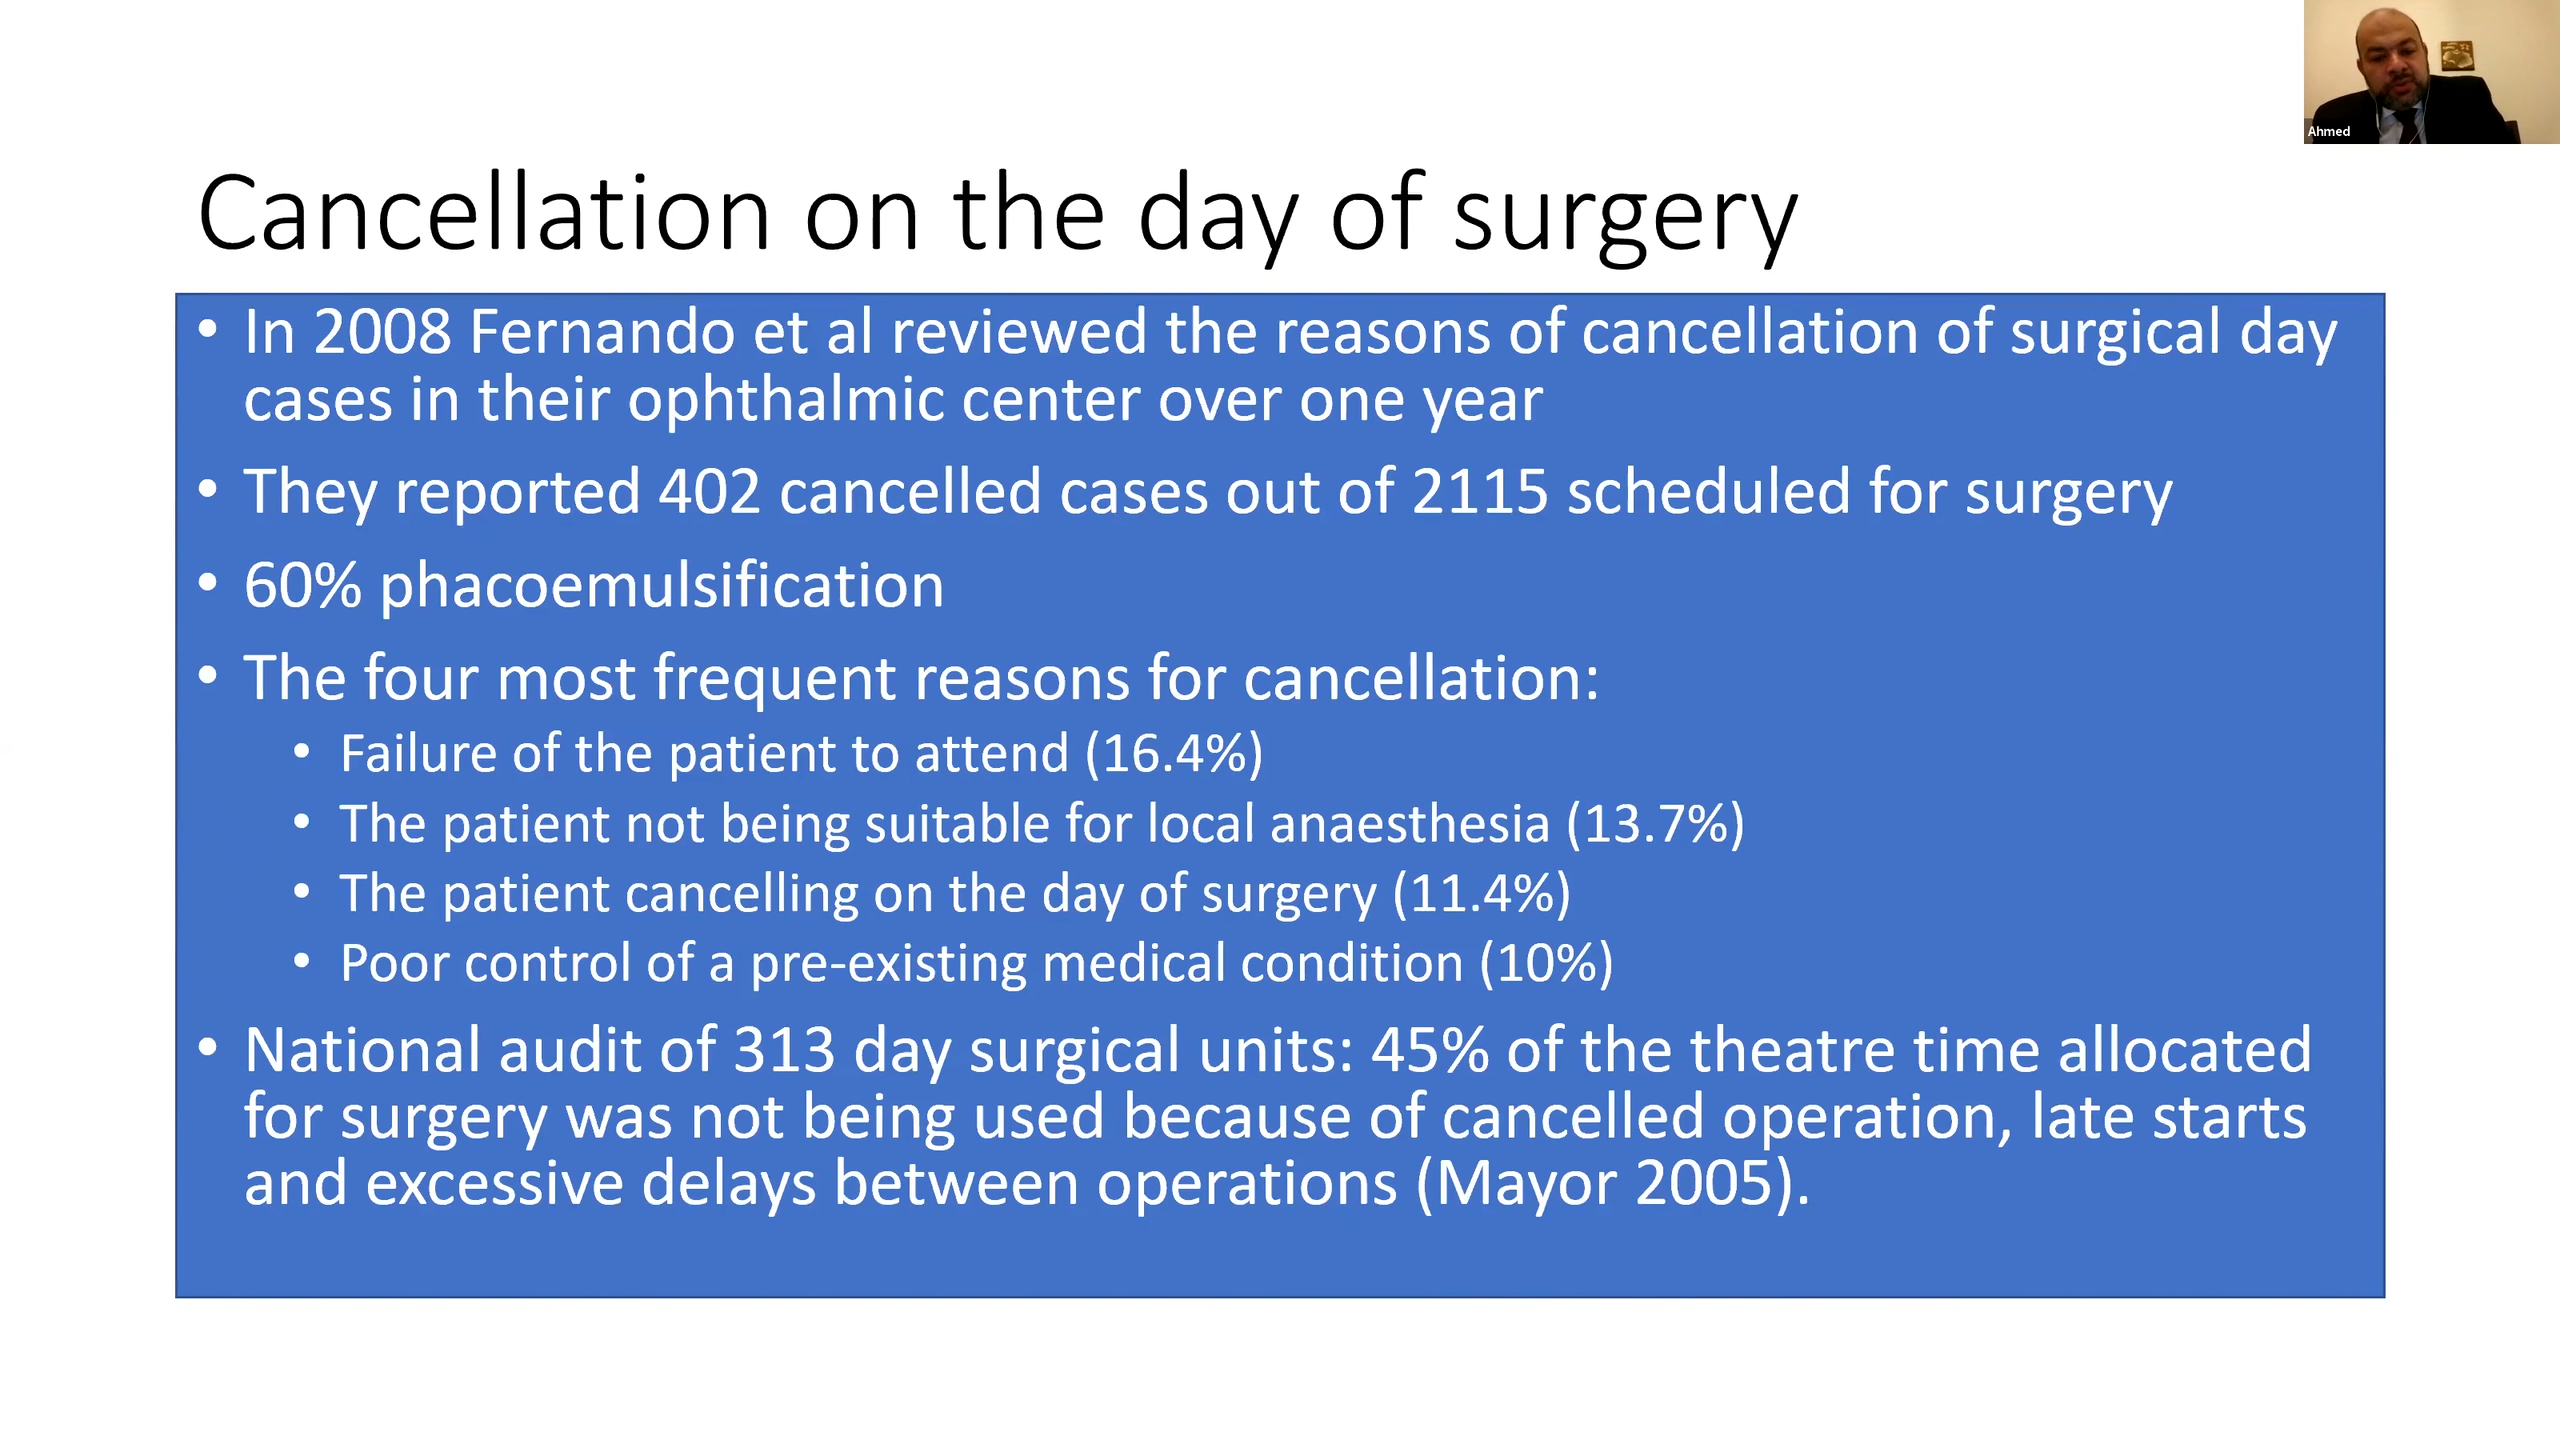 Ahmed
Cancellation on the day of surgery
• In 2008 Fernando et al reviewed the reasons of cancellation of surgical day
cases in their ophthalmic center over one year
• They reported 402 cancelled cases out of 2115 scheduled for surgery
• 60% phacoemulsification
• The four most frequent reasons for cancellation:
• Failure of the patient to attend (16.4%)
• The patient not being suitable for local anaesthesia (13.7%)
• The patient cancelling on the day of surgery (11.4%)
• Poor control of a pre-existing medical condition (10%)
• National audit of 313 day surgical units: 45% of the theatre time allocated
for surgery was not being used because of cancelled operation, late starts
and excessive delays between operations (Mayor 2005).